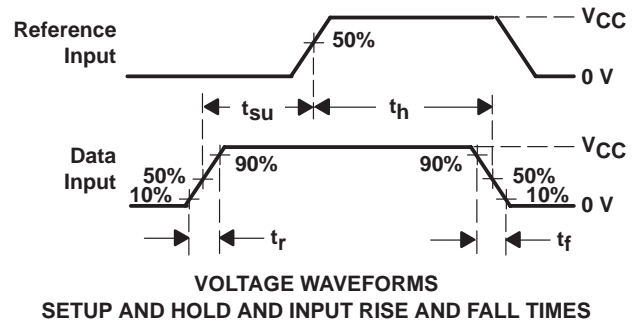 Reference
Input
VCC
50%
0 V
tsu
th
Data
Input
VCC
50%
10%
90%
90%
50%
10%
0 V
tr
tf
VOLTAGE WAVEFORMS
SETUP AND HOLD AND INPUT RISE AND FALL TIMES